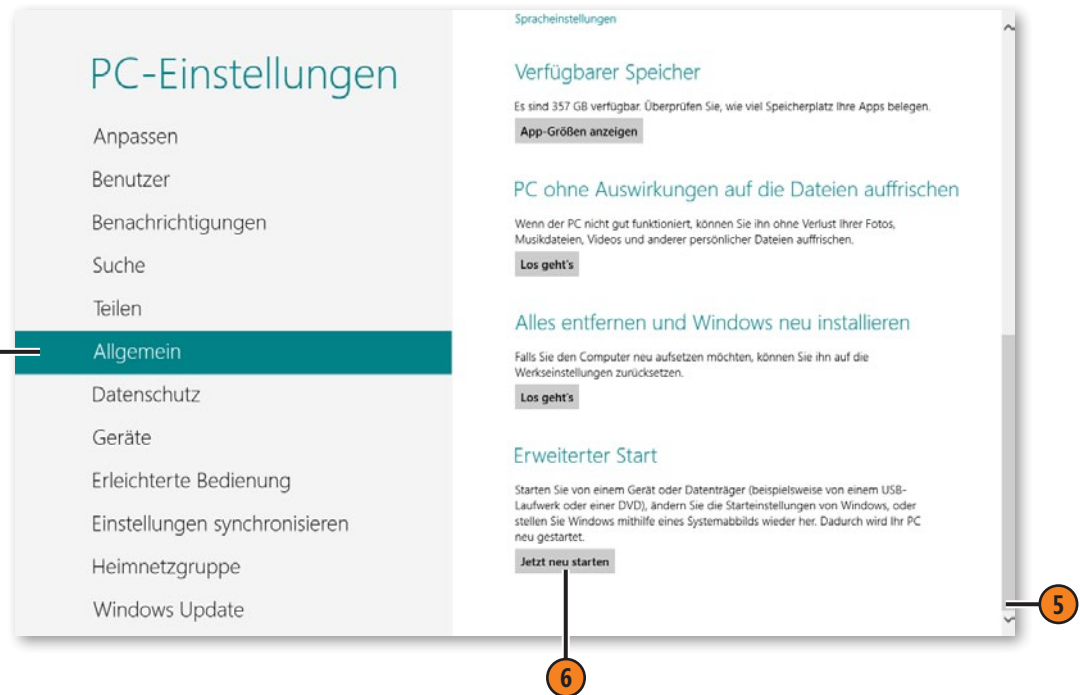 PC-Einstellungen
Anpassen
Benutzer
Benachrichtigungen
Suche
Teilen
Allgemein
Datenschutz
Geräte
Erleichterte Bedienung
Einstellungen synchronisieren
Heimnetzgruppe
Windows Update
Spracheinstellungen
Verfügbarer Speicher
Es sind 357 GB verfügbar. Überprüfen Sie, wie viel Speicherplatz Ihre Apps belegen.
App-Größen anzeigen
PC ohne Auswirkungen auf die Dateien auffrischen
Wenn der PC nicht gut funktioniert, können Sie ihn ohne Verlust Ihrer Fotos,
Musikdateien, Videos und anderer persönlicher Dateien auffrischen.
Los geht's
Alles entfernen und Windows neu installieren
Falls Sie den Computer neu aufsetzen möchten, können Sie ihn auf die
Werkseinstellungen zurücksetzen.
Los geht's
Erweiterter Start
Starten Sie von einem Gerät oder Datenträger (beispielsweise von einem USB-
Laufwerk oder einer DVD), ändern Sie die Starteinstellungen von Windows, oder
stellen Sie Windows mithilfe eines Systemabbilds wieder her. Dadurch wird Ihr PC
neu gestartet.
Jetzt neu starten
5
6